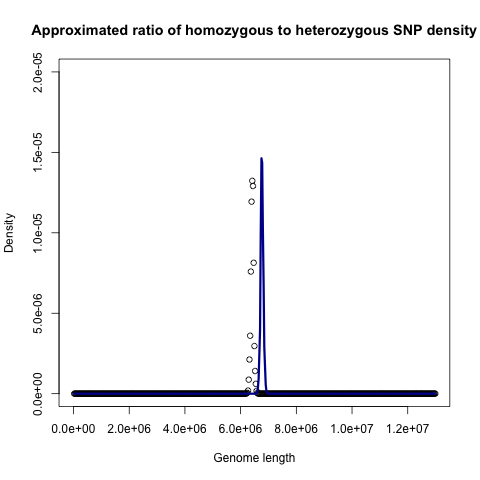 Approximated ratio of homozygous to heterozygous SNP density
Density
2.0e-05
1.5e-05
1.0e-05
5.0e-06
0.0e+00
0.0e+00 2.0e+06 4.0e+06 6.0e+06 8.0e+06 1.0e+07 1.2e+07
Genome length